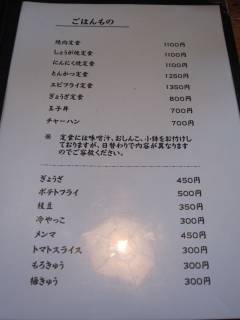 ごはんもの
焼肉定食 1100円
しょうが焼定食 1100円
にんにく焼定食 1100円
とんかつ定食 1250円
エビフライ定食 1350円
ぎょうざ定食 800円
玉子丼 700円
チャーハン 700円
※ 定食には味噌汁、おしんこ、小鉢をお付けし
ておりますが、日替わりで内容が異なります
のでご容赦ください。
ぎょうざ 450円
ポテトフライ 500円
枝豆 350円
冷やっこ 300円
メンマ 450円
トマトスライス 300円
もろきゅう 300円
梅きゅう 300円